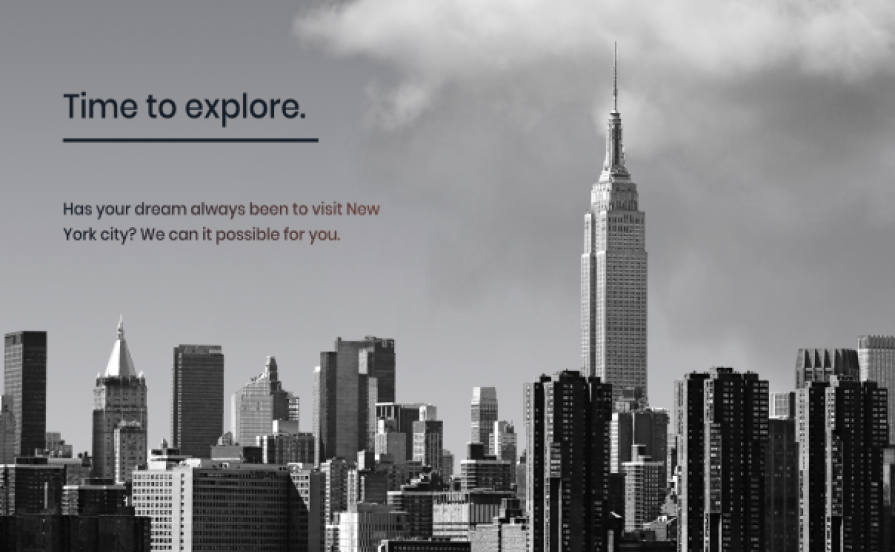 Time to explore.
Has your dream always been to visit New
York city? We can it possible for you.